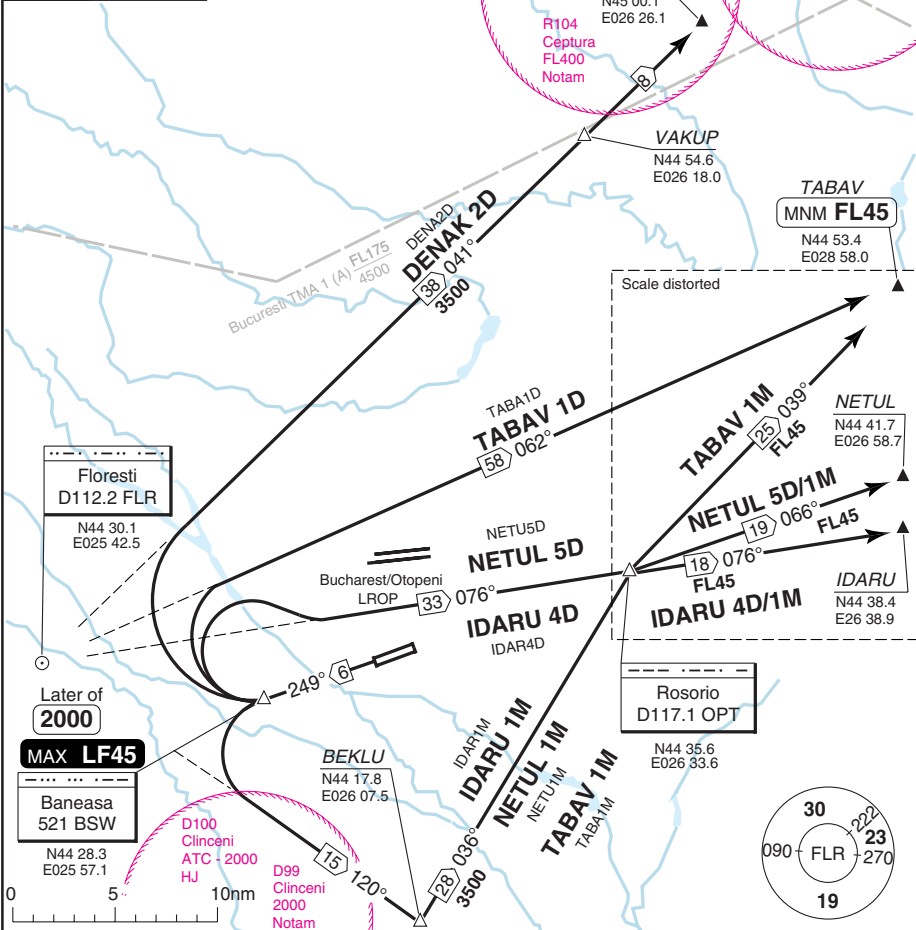 N45 00.1
E026 26.1
R104
Ceptura
FL400
Notam
8
VAKUP
N44 54.6
E026 18.0
TABAV
MNM FL45
N44 53.4
E028 58.0
DENA2D
DENAK 2D
38 041°
3500
Bucuresti TMA 1 (A) FL175
4500
Scale distorted
TABA1D
TABAV 1D
58 062°
TABAV 1M
25 039°
FL45
NETUL
N44 41.7
E026 58.7
Floresti
D112.2 FLR
N44 30.1
E025 42.5
NETUL 5D/1M
19 066°
FL45
NETU5D
NETUL 5D
Bucharest/Otopeni
LROP
33 076°
18 076°
FL45
IDARU
N44 38.4
E26 38.9
IDARU 4D
IDAR4D
IDARU 4D/1M
249° 6
Later of
2000
MAX LF45
Rosorio
D117.1 OPT
N44 35.6
E026 33.6
Baneasa
521 BSW
N44 28.3
E025 57.1
BEKLU
N44 17.8
E026 07.5
IDAR1M
IDARU 1M
NETUL 1M
NETU1M
TABAV 1M
TABA1M
28 036°
3500
D100
Clinceni
ATC - 2000
HJ
15 120°
D99
Clinceni
2000
Notam
0 5 10nm
30
222
23
090 FLR 270
19